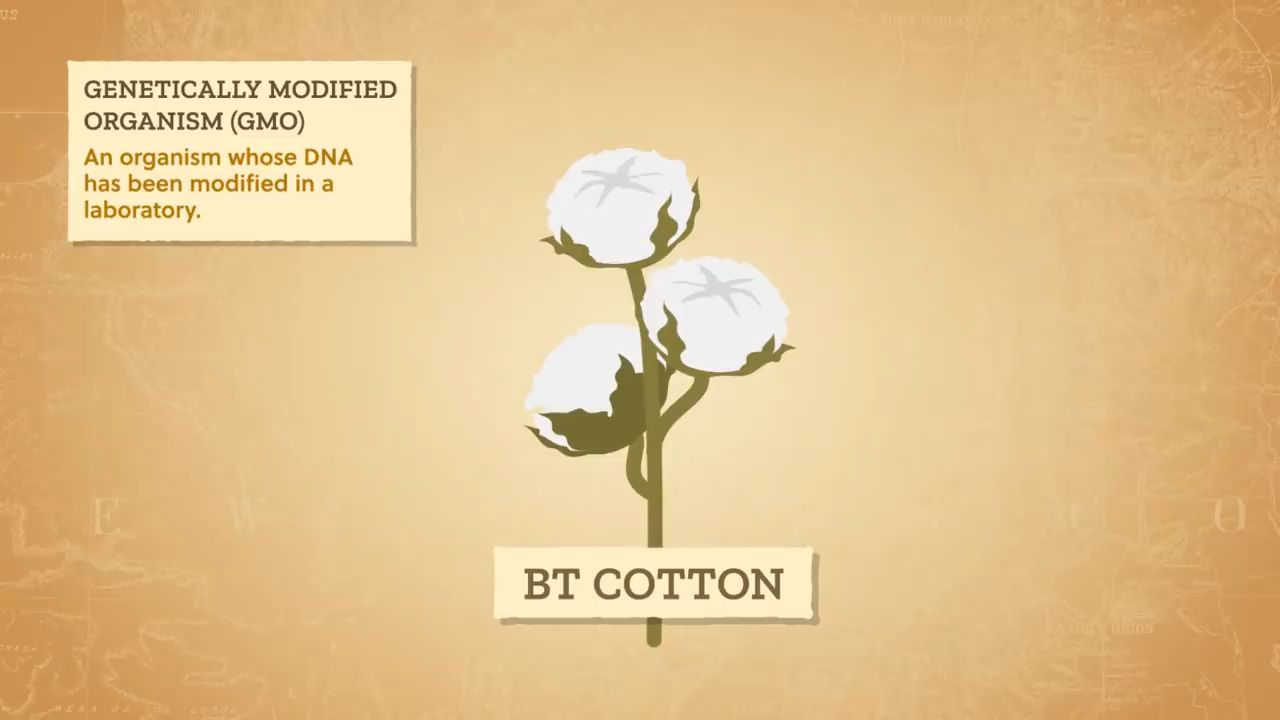 GENETICALLY MODIFIED
ORGANISM (GMO)
An organism whose DNA
has been modified in a
laboratory.
BT COTTON